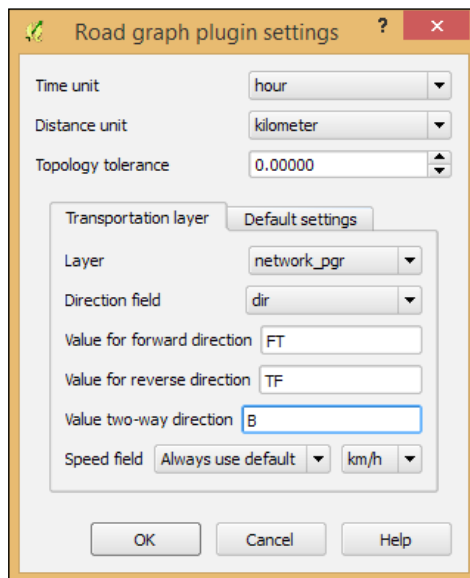 Road graph plugin settings ? ×
Time unit hour
Distance unit kilometer
Topology tolerance 0.00000
Transportation layer Default settings
Layer network_pgr
Direction field dir
Value for forward direction FT
Value for reverse direction TF
Value two-way direction B
Speed field Always use default km/h
OK Cancel Help